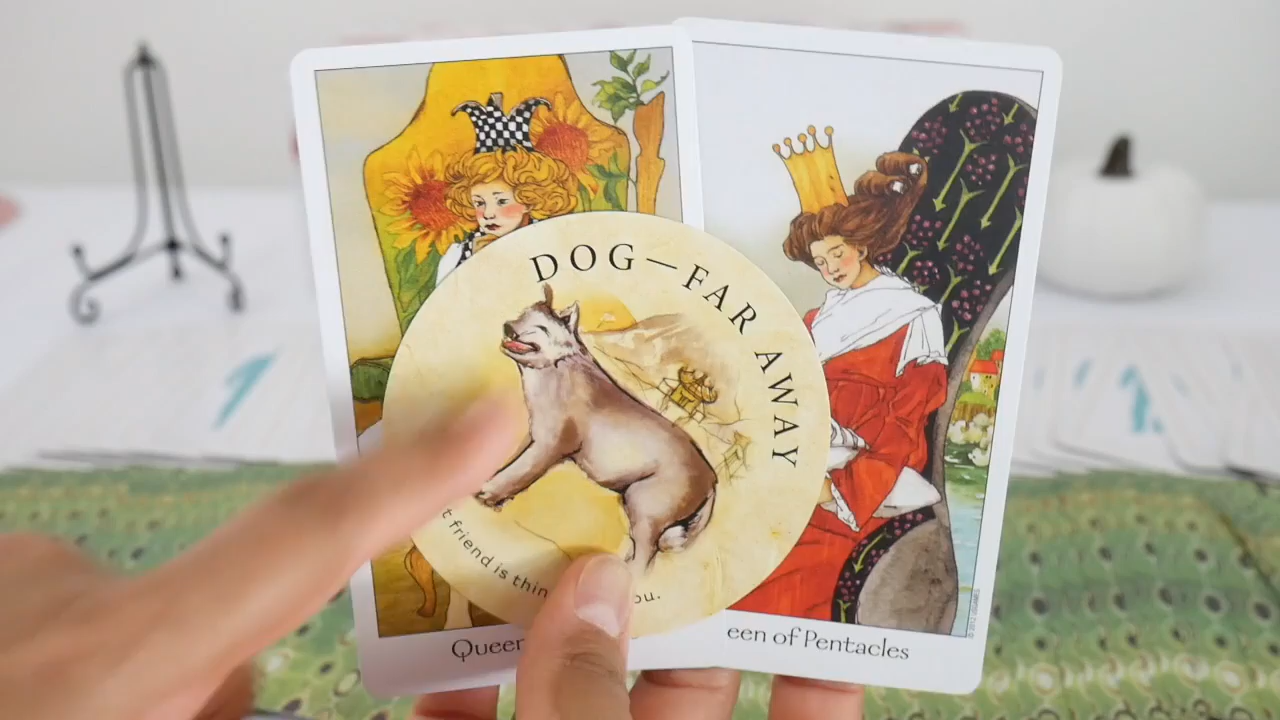 DOG—FAR AWAY
t friend is thin ou.
Queen
een of Pentacles